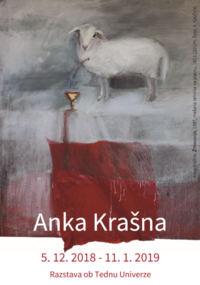 Anka Krašna
5. 12. 2018 - 11. 1. 2019
Razstava ob Tednu Univerze